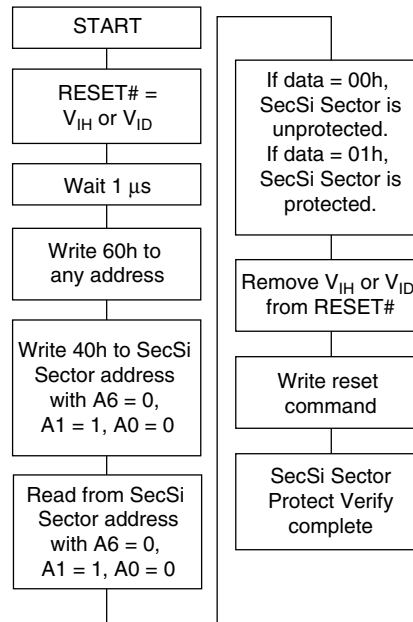 START
RESET# =
V_IH or V_ID
Wait 1 μs
Write 60h to
any address
Write 40h to SecSi
Sector address
with A6 = 0,
A1 = 1, A0 = 0
Read from SecSi
Sector address
with A6 = 0,
A1 = 1, A0 = 0
If data = 00h,
SecSi Sector is
unprotected.
If data = 01h,
SecSi Sector is
protected.
Remove V_IH or V_ID
from RESET#
Write reset
command
SecSi Sector
Protect Verify
complete